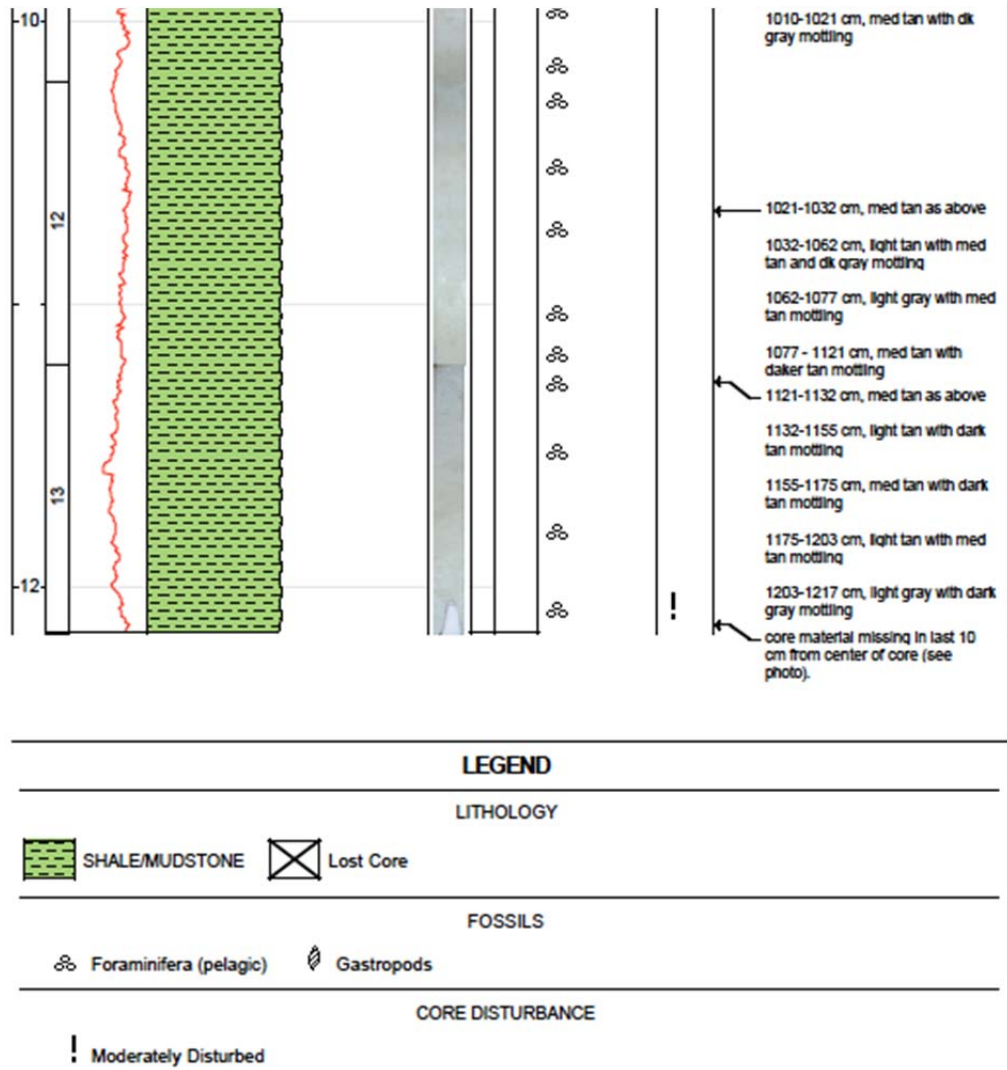 10
1010-1021 cm, med tan with dk
gray mottling
12
1021-1032 cm, med tan as above
1032-1062 cm, light tan with med
tan and dk gray mottling
1062-1077 cm, light gray with med
tan mottling
1077 - 1121 cm, med tan with
daker tan mottling
1121-1132 cm, med tan as above
1132-1155 cm, light tan with dark
tan mottling
13
1155-1175 cm, med tan with dark
tan mottling
1175-1203 cm, light tan with med
tan mottling
12
1203-1217 cm, light gray with dark
gray mottling
!
core material missing in last 10
cm from center of core (see
photo).
LEGEND
LITHOLOGY
SHALE/MUDSTONE Lost Core
FOSSILS
Foraminifera (pelagic) Gastropods
CORE DISTURBANCE
! Moderately Disturbed